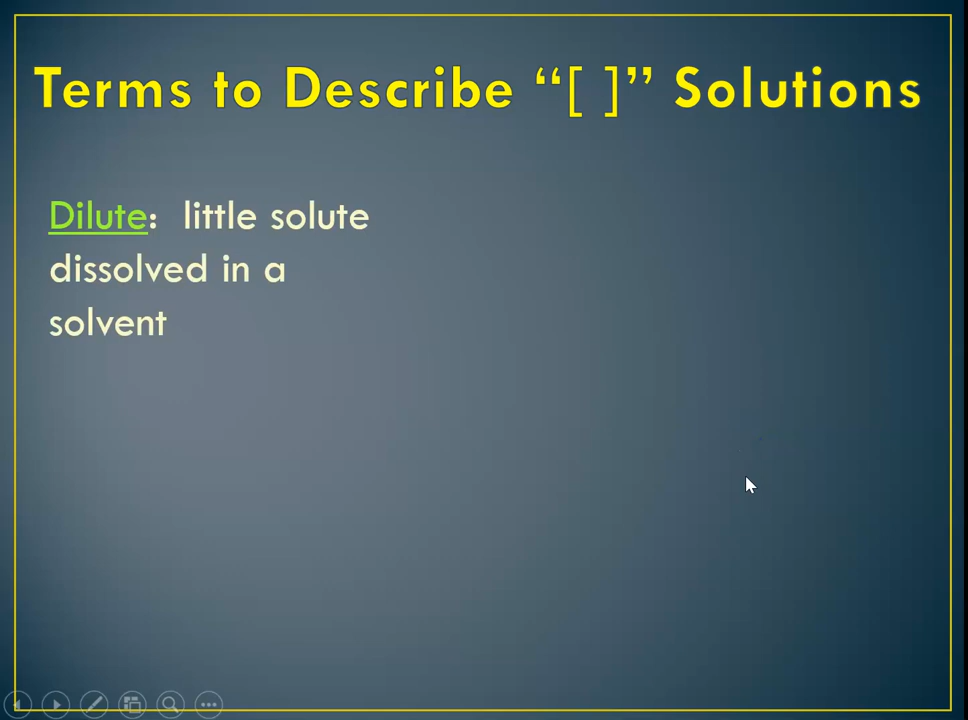 Terms to Describe “[ ]” Solutions
Dilute: little solute
dissolved in a
solvent